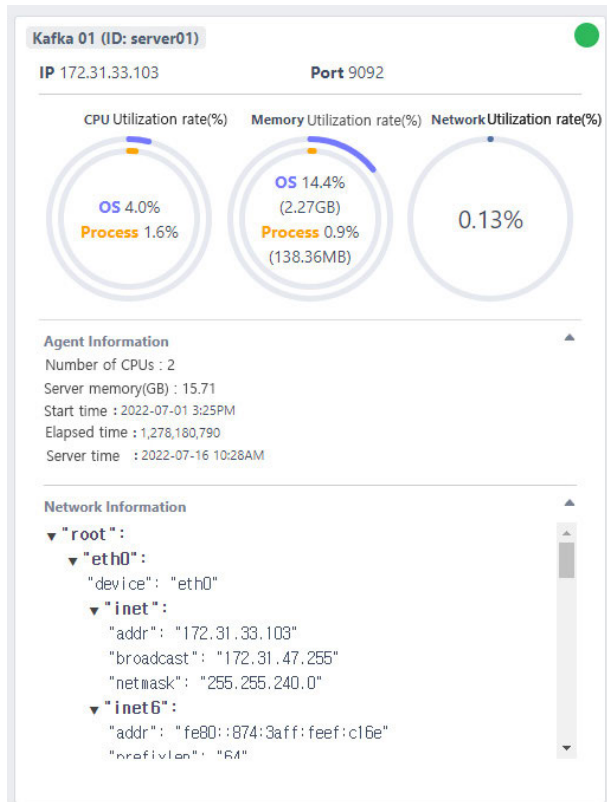 Kafka 01 (ID: server01)
IP 172.31.33.103 Port 9092
CPU Utilization rate(%) Memory Utilization rate(%) Network Utilization rate(%)
OS 4.0%
Process 1.6%
OS 14.4%
(2.27GB)
Process 0.9%
(138.36MB)
0.13%
Agent Information
Number of CPUs : 2
Server memory(GB) : 15.71
Start time : 2022-07-01 3:25PM
Elapsed time : 1,278,180,790
Server time : 2022-07-16 10:28AM
Network Information
"root":
"eth0":
"device": "eth0"
"inet":
"addr": "172.31.33.103"
"broadcast": "172.31.47.255"
"netmask": "255.255.240.0"
"inet6":
"addr": "fe80::874:3aff:feef:c16e"
"prefixlen": "64"